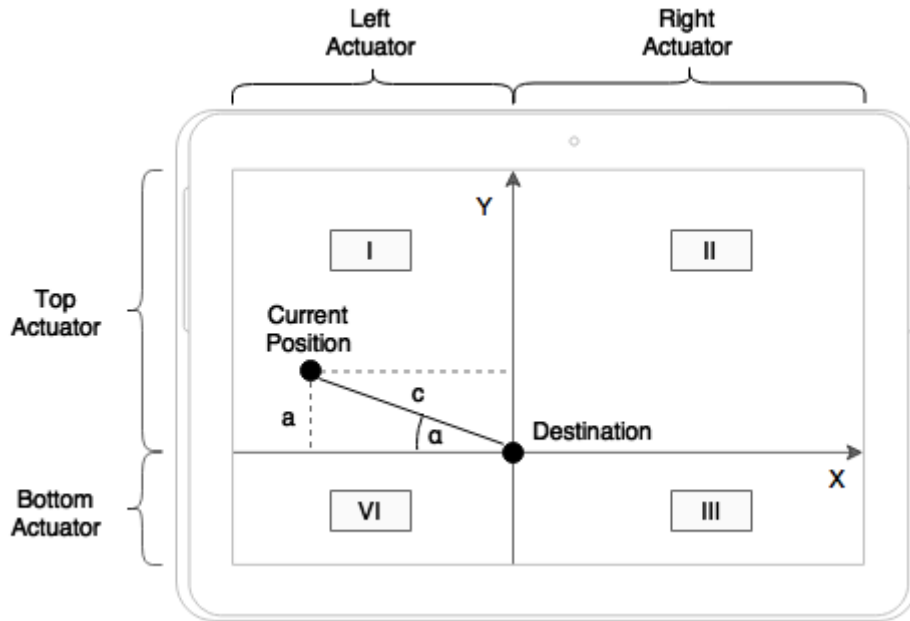 Left
Actuator
Right
Actuator
Y
I
II
Top
Actuator
Current
Position
c
a
α
Destination
X
Bottom
Actuator
VI
III